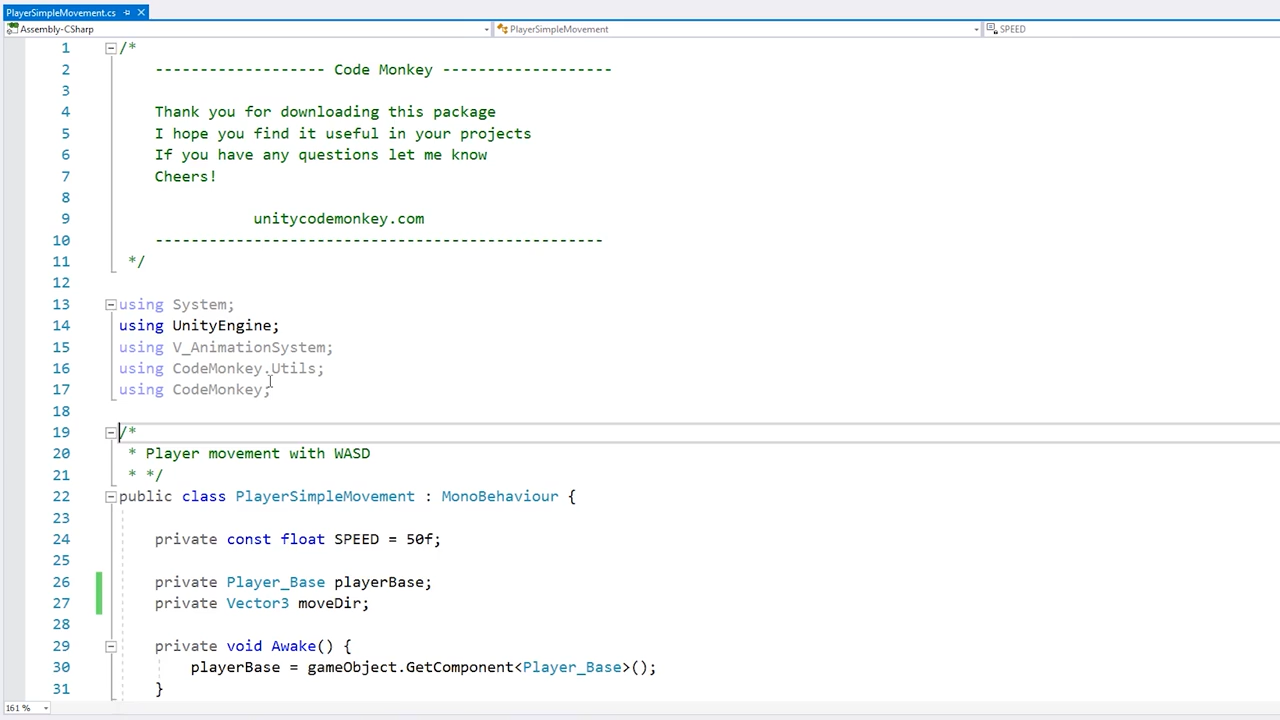 PlayerSimpleMovement.cs
Assembly-CSharp PlayerSimpleMovement SPEED
1 /*
2 ------------------- Code Monkey -------------------
3
4 Thank you for downloading this package
5 I hope you find it useful in your projects
6 If you have any questions let me know
7 Cheers!
8
9 unitycodemonkey.com
10 --------------------------------------------------
11 */
12
13 using System;
14 using UnityEngine;
15 using V_AnimationSystem;
16 using CodeMonkey.Utils;
17 using CodeMonkey;
18
19 /*
20 * Player movement with WASD
21 * */
22 public class PlayerSimpleMovement : MonoBehaviour {
23
24 private const float SPEED = 50f;
25
26 private Player_Base playerBase;
27 private Vector3 moveDir;
28
29 private void Awake() {
30 playerBase = gameObject.GetComponent<Player_Base>();
31 }
161 %